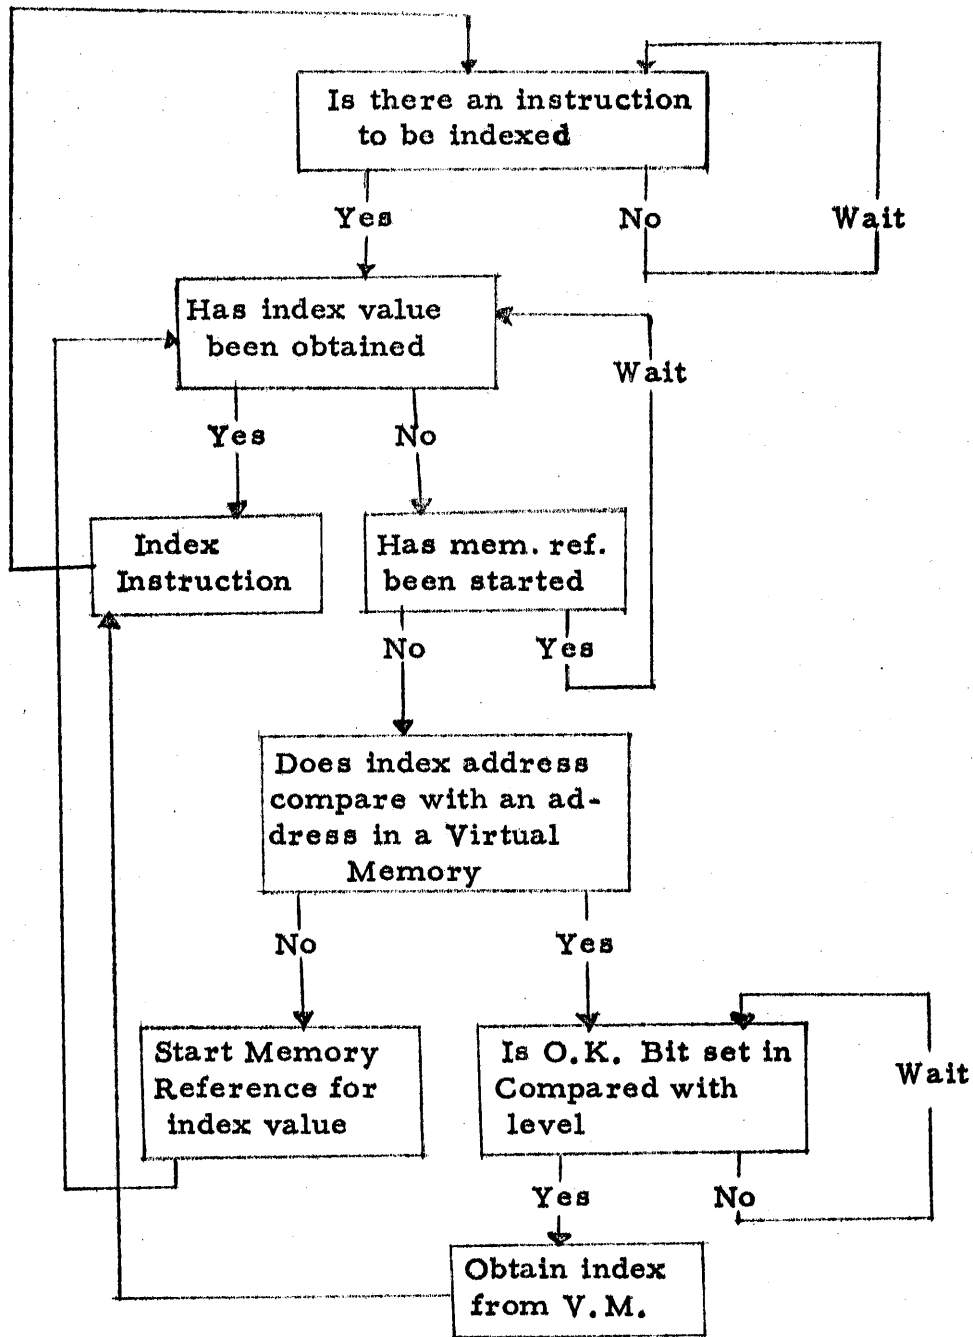 Is there an instruction
to be indexed
Yes
No
Wait
Has index value
been obtained
Wait
Yes
No
Index
Instruction
Has mem. ref.
been started
No
Yes
Does index address
compare with an ad-
dress in a Virtual
Memory
No
Yes
Start Memory
Reference for
index value
Is O.K. Bit set in
Compared with
level
Wait
Yes
No
Obtain index
from V.M.